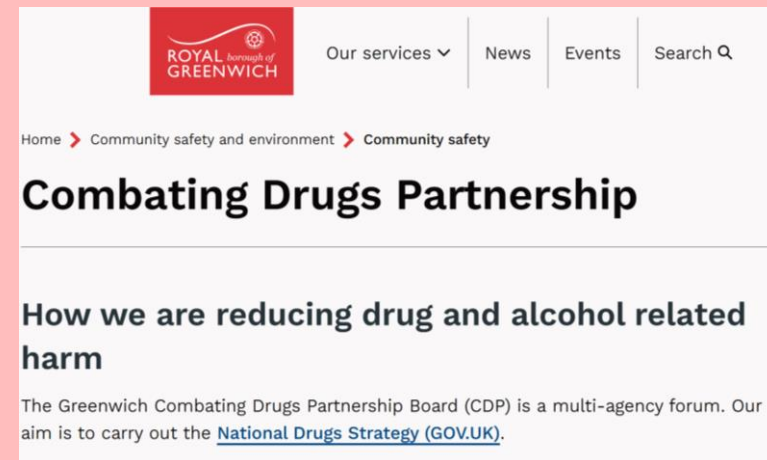 ROYAL borough of
GREENWICH
Our services
News
Events
Search
Home
Community safety and environment
Community safety
Combating Drugs Partnership
How we are reducing drug and alcohol related
harm
The Greenwich Combating Drugs Partnership Board (CDP) is a multi-agency forum. Our
aim is to carry out the National Drugs Strategy (GOV.UK).